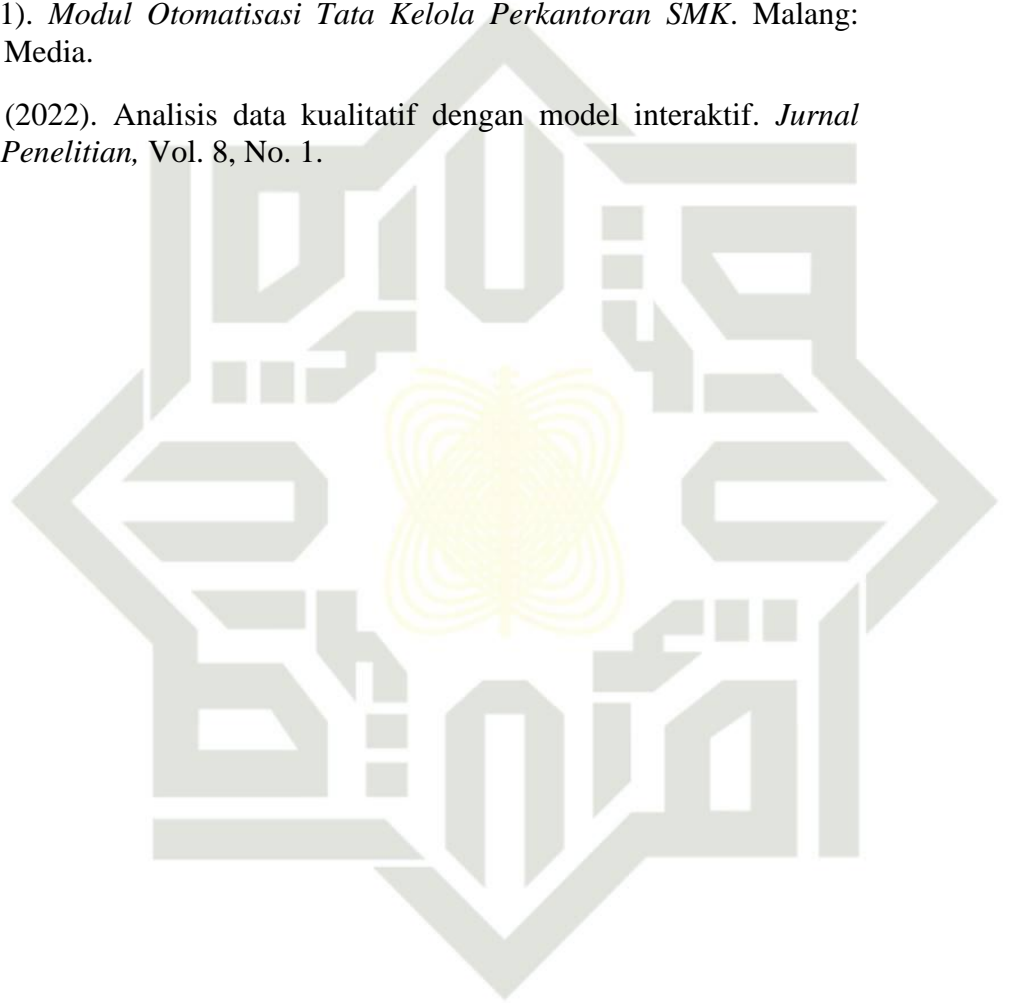 1). Modul Otomatisasi Tata Kelola Perkantoran SMK. Malang:
Media.
(2022). Analisis data kualitatif dengan model interaktif. Jurnal
Penelitian, Vol. 8, No. 1.